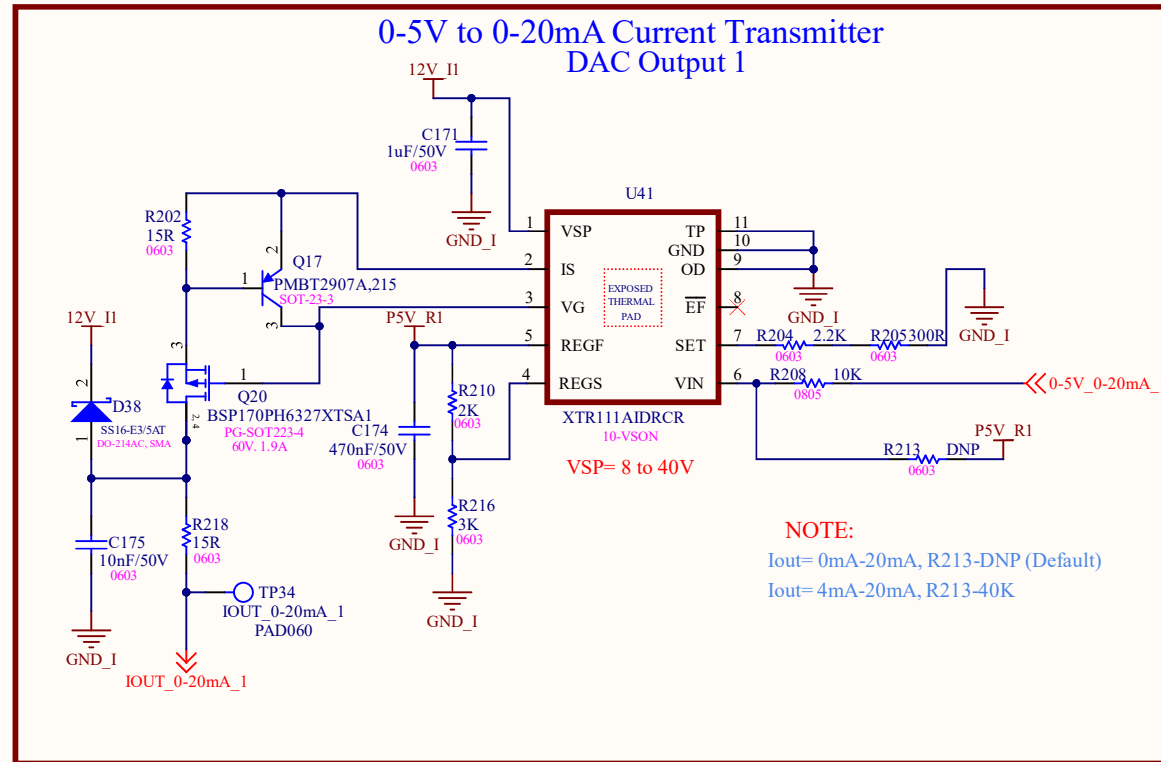 0-5V to 0-20mA Current Transmitter
DAC Output 1
12V_I1
C171
1uF/50V
0603
GND_I
U41
R202
15R
0603
2
1
3
Q17
PMBT2907A,215
SOT-23-3
1 VSP
2 IS
3 VG
5 REGF
4 REGS
TP 11
GND 10
OD 9
EF 8
SET 7
VIN 6
EXPOSED
THERMAL
PAD
XTR111AIDRCR
10-VSON
VSP= 8 to 40V
GND_I
R204 2.2K
0603
R205 300R
0603
GND_I
R208 10K
0805
0-5V_0-20mA_
P5V_R1
R213 DNP
0603
12V_I1
2
D38
1
SS16-E3/5AT
DO-214AC, SMA
3
1
2, 4
Q20
BSP170PH6327XTSA1
PG-SOT223-4
60V. 1.9A
P5V_R1
R210
2K
0603
C174
470nF/50V
0603
GND_I
R216
3K
0603
GND_I
C175
10nF/50V
0603
GND_I
R218
15R
0603
TP34
IOUT_0-20mA_1
PAD060
IOUT_0-20mA_1
NOTE:
Iout= 0mA-20mA, R213-DNP (Default)
Iout= 4mA-20mA, R213-40K